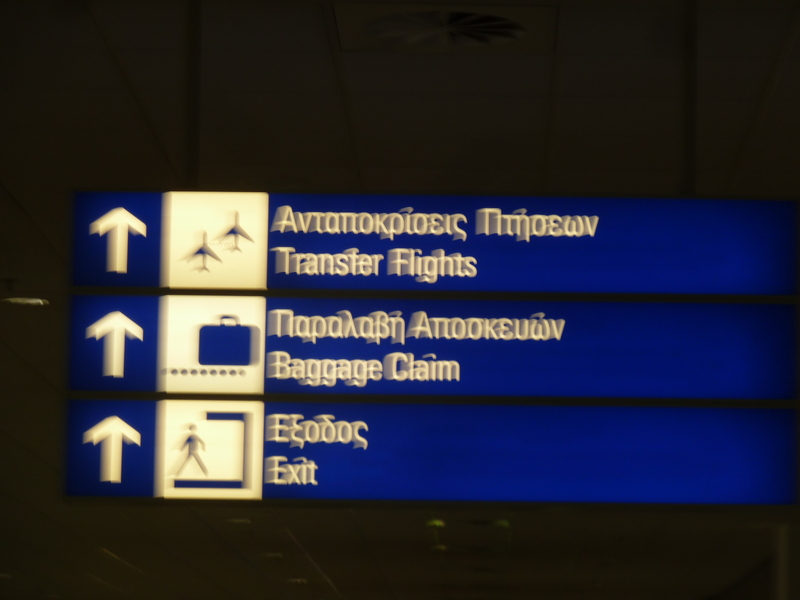 Ανταποκρίσεις Πτήσεων
Transfer Flights
Παραλαβή Αποσκευών
Baggage Claim
Έξοδος
Exit